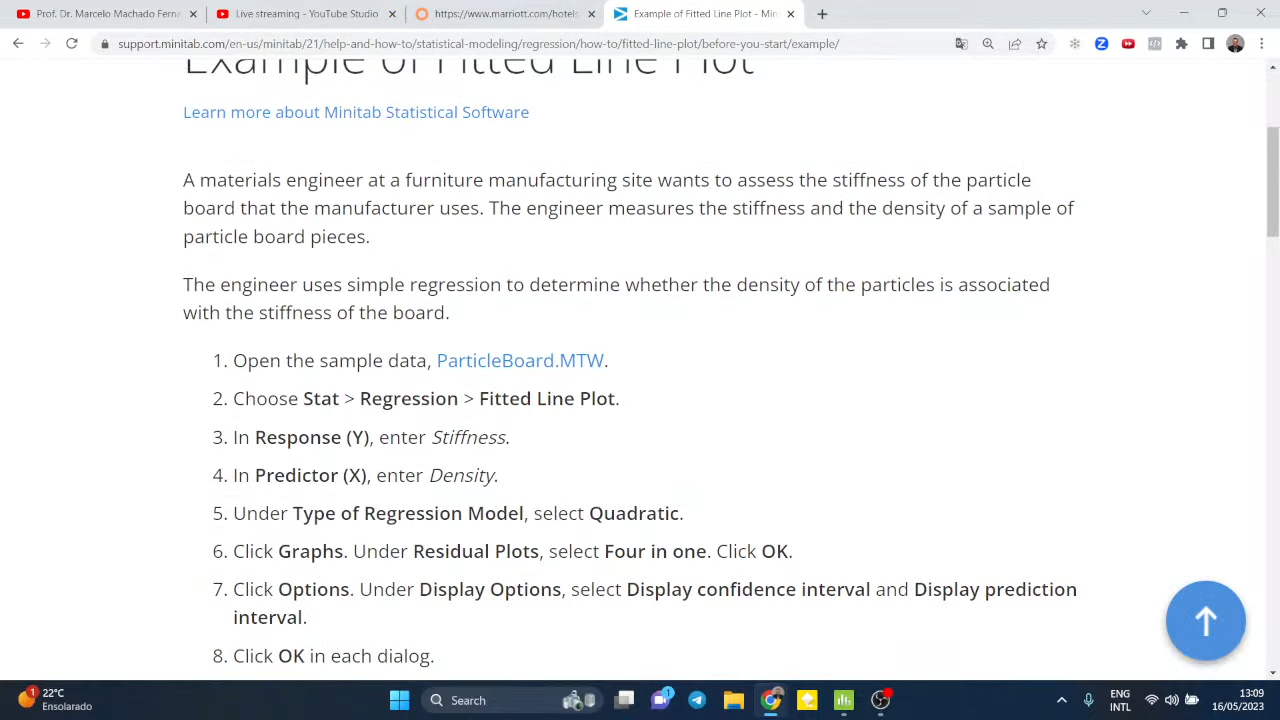 Prof. Dr. Marcelo Machado Fern
Live streaming - YouTube Studio
https://www.marriott.com/hotels
Example of Fitted Line Plot - Min
support.minitab.com/en-us/minitab/21/help-and-how-to/statistical-modeling/regression/how-to/fitted-line-plot/before-you-start/example/
Example of Fitted Line Plot
Learn more about Minitab Statistical Software
A materials engineer at a furniture manufacturing site wants to assess the stiffness of the particle
board that the manufacturer uses. The engineer measures the stiffness and the density of a sample of
particle board pieces.
The engineer uses simple regression to determine whether the density of the particles is associated
with the stiffness of the board.
1. Open the sample data, ParticleBoard.MTW.
2. Choose Stat > Regression > Fitted Line Plot.
3. In Response (Y), enter Stiffness.
4. In Predictor (X), enter Density.
5. Under Type of Regression Model, select Quadratic.
6. Click Graphs. Under Residual Plots, select Four in one. Click OK.
7. Click Options. Under Display Options, select Display confidence interval and Display prediction
interval.
8. Click OK in each dialog.
1
22°C
Ensolarado
Search
1
ENG
INTL
13:09
16/05/2023